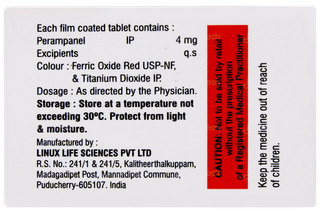 Each film coated tablet contains :
Perampanel IP 4 mg
Excipients q.s
Colour : Ferric Oxide Red USP-NF,
& Titanium Dioxide IP.
Dosage : As directed by the Physician.
Storage : Store at a temperature not
exceeding 30ºC. Protect from light
& moisture.
Manufactured by :
LINUX LIFE SCIENCES PVT LTD
R.S. No.: 241/1 & 241/5, Kalitheerthalkuppam,
Madagadipet Post, Mannadipet Commune,
Puducherry-605107. India
CAUTION: Not to be sold by retail
without the prescription
of a Registered Medical Practitioner
Keep the medicine out of reach
of children.